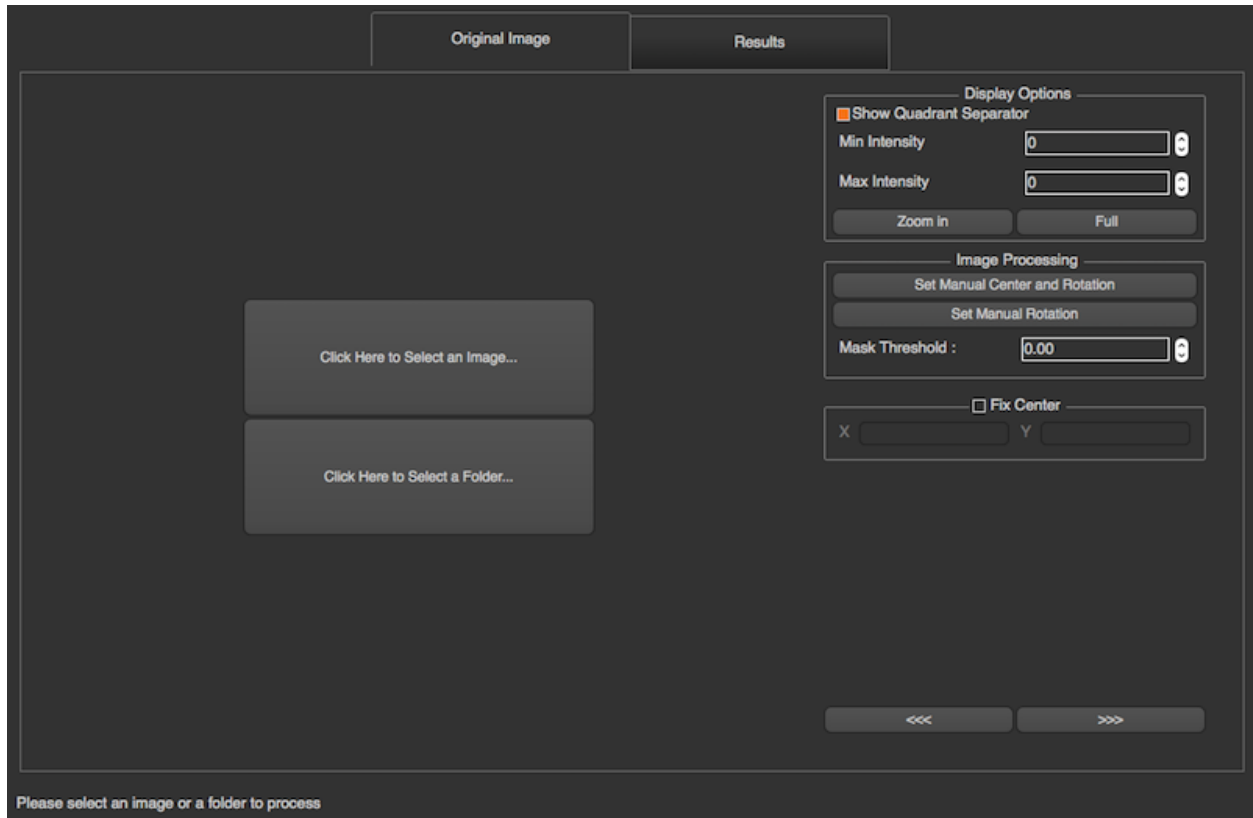 Original Image
Results
Display Options
Show Quadrant Separator
Min Intensity 0
Max Intensity 0
Zoom in Full
Image Processing
Set Manual Center and Rotation
Set Manual Rotation
Mask Threshold : 0.00
Fix Center
X Y
Click Here to Select an Image...
Click Here to Select a Folder...
<<< >>>
Please select an image or a folder to process